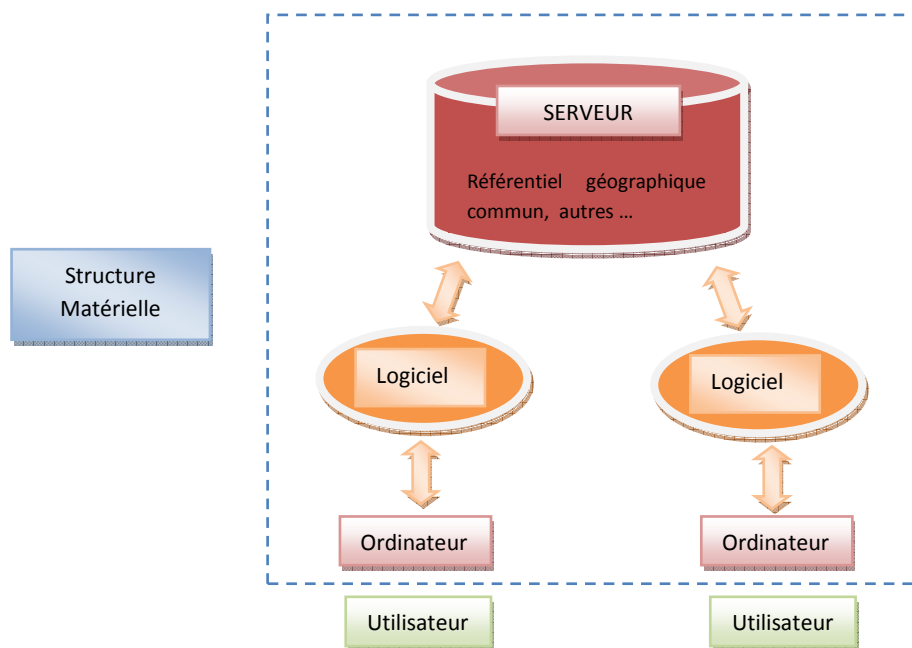 SERVEUR
Référentiel géographique
commun, autres …
Structure
Matérielle
Logiciel
Logiciel
Ordinateur
Ordinateur
Utilisateur
Utilisateur